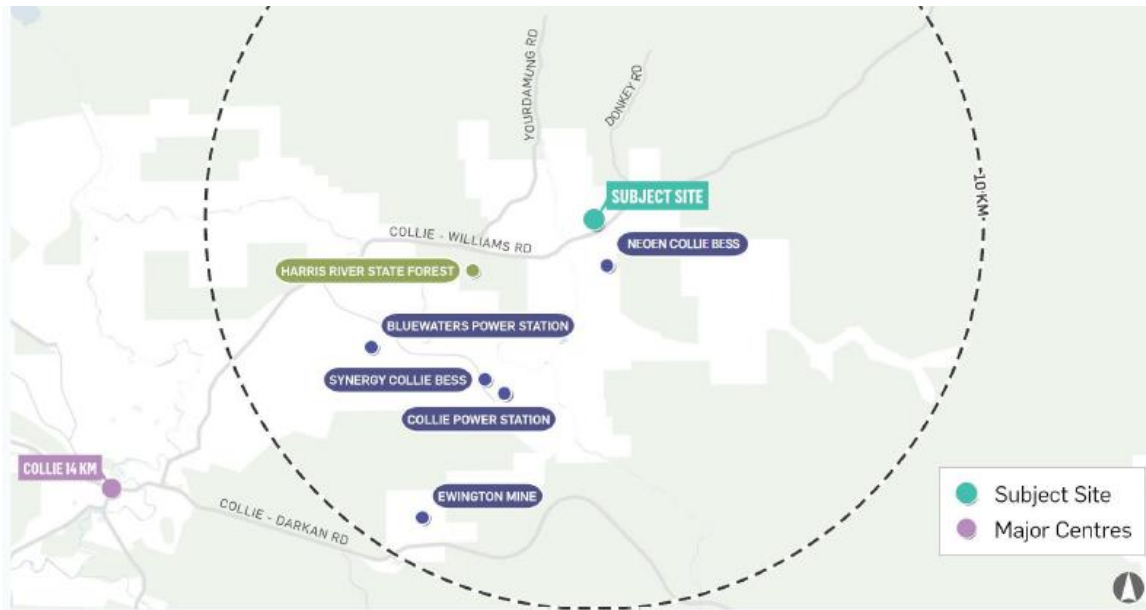 YOURDAMUNG RD
DONKEY RD
~10 KM~
SUBJECT SITE
COLLIE - WILLIAMS RD
NEOEN COLLIE BESS
HARRIS RIVER STATE FOREST
BLUEWATERS POWER STATION
SYNERGY COLLIE BESS
COLLIE POWER STATION
COLLIE 14 KM
EWINGTON MINE
COLLIE - DARKAN RD
Subject Site
Major Centres